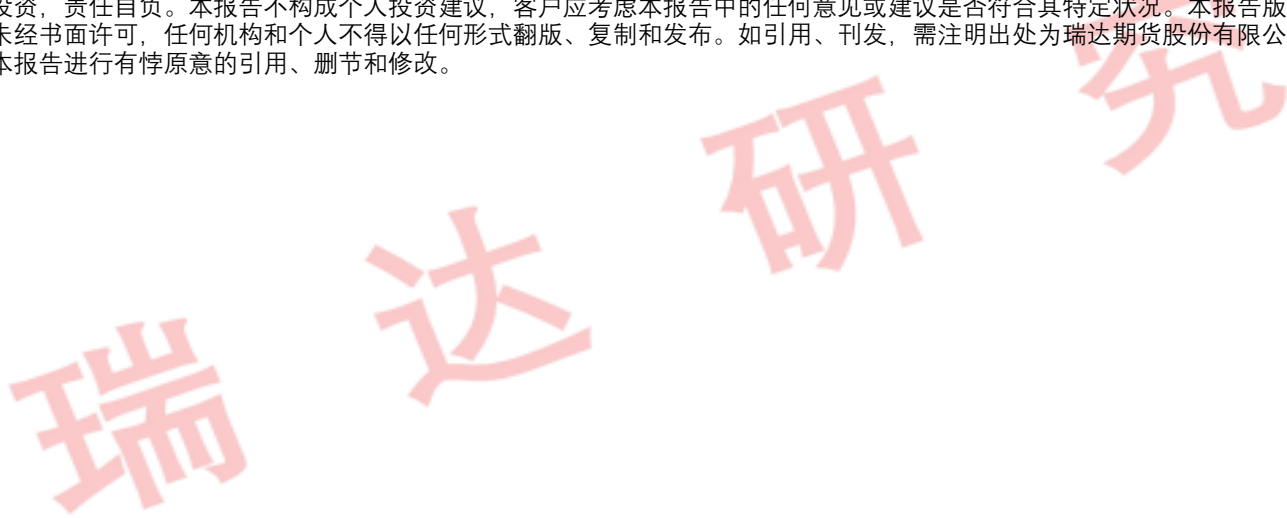 投资，责任自负。本报告不构成个人投资建议，客户应考虑本报告中的任何意见或建议是否符合其特定状况。本报告版
未经书面许可，任何机构和个人不得以任何形式翻版、复制和发布。如引用、刊发，需注明出处为瑞达期货股份有限公
本报告进行有悖原意的引用、删节和修改。
瑞达研究